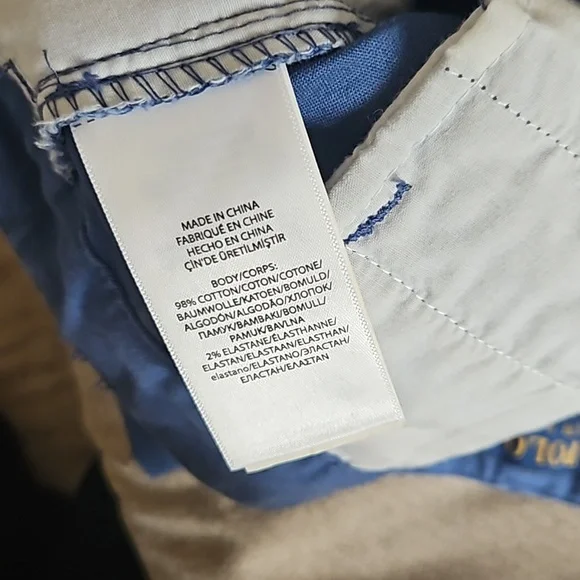 MADE IN CHINA
FABRIQUÉ EN CHINE
HECHO EN CHINA
ÇİN'DE ÜRETİLMİŞTİR
BODY/CORPS:
98% COTTON/COTON/COTONE/
BAUMWOLLE/KATOEN/BOMULD/
ALGODÓN/ALGODÃO/ХЛОПОК/
ПАМУК/ΒΑΜΒΑΚΙ/BOMULL/
PAMUK/BAVLNA
2% ELASTANE/ÉLASTHANNE/
ELASTAN/ELASTAAN/ELASTHAN/
elastano/ELASTANO/ЭЛАСТАН/
ЕЛАСТАН/ΕΛΑΣΤΑΝ